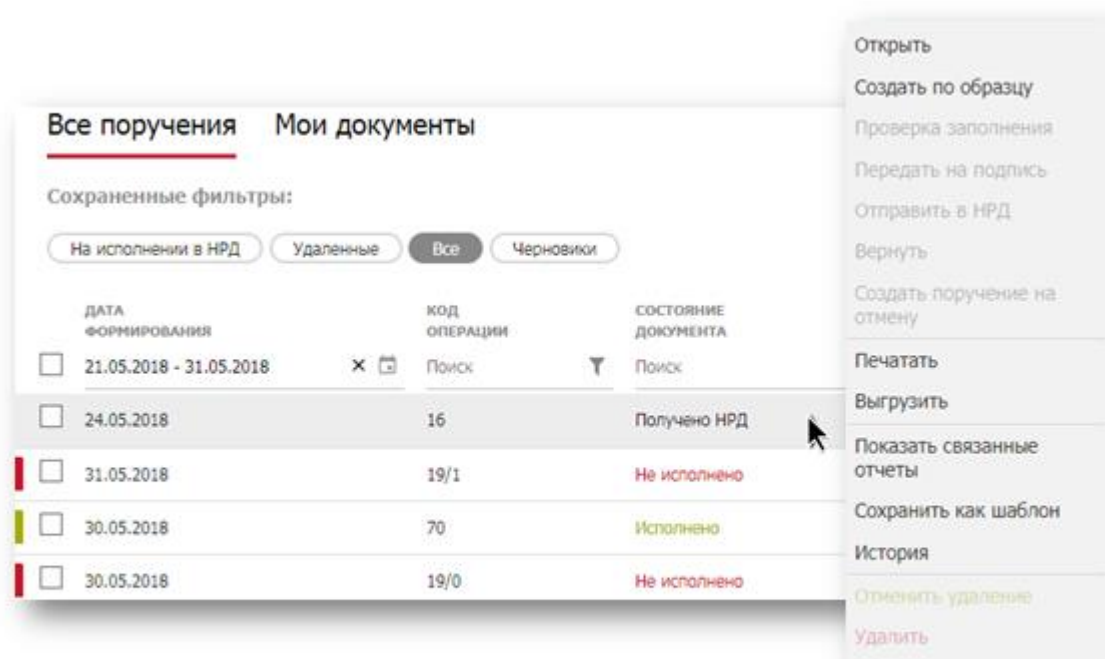 Все поручения Мои документы
Сохраненные фильтры:
На исполнении в НРД Удаленные Все Черновики
ДАТА
ФОРМИРОВАНИЯ
КОД
ОПЕРАЦИИ
СОСТОЯНИЕ
ДОКУМЕНТА
21.05.2018 - 31.05.2018 Поиск Поиск
24.05.2018 16 Получено НРД
31.05.2018 19/1 Не исполнено
30.05.2018 70 Исполнено
30.05.2018 19/0 Не исполнено
Открыть
Создать по образцу
Проверка заполнения
Передать на подпись
Отправить в НРД
Вернуть
Создать поручение на
отмену
Печатать
Выгрузить
Показать связанные
отчеты
Сохранить как шаблон
История
Отменить удаление
Удалить